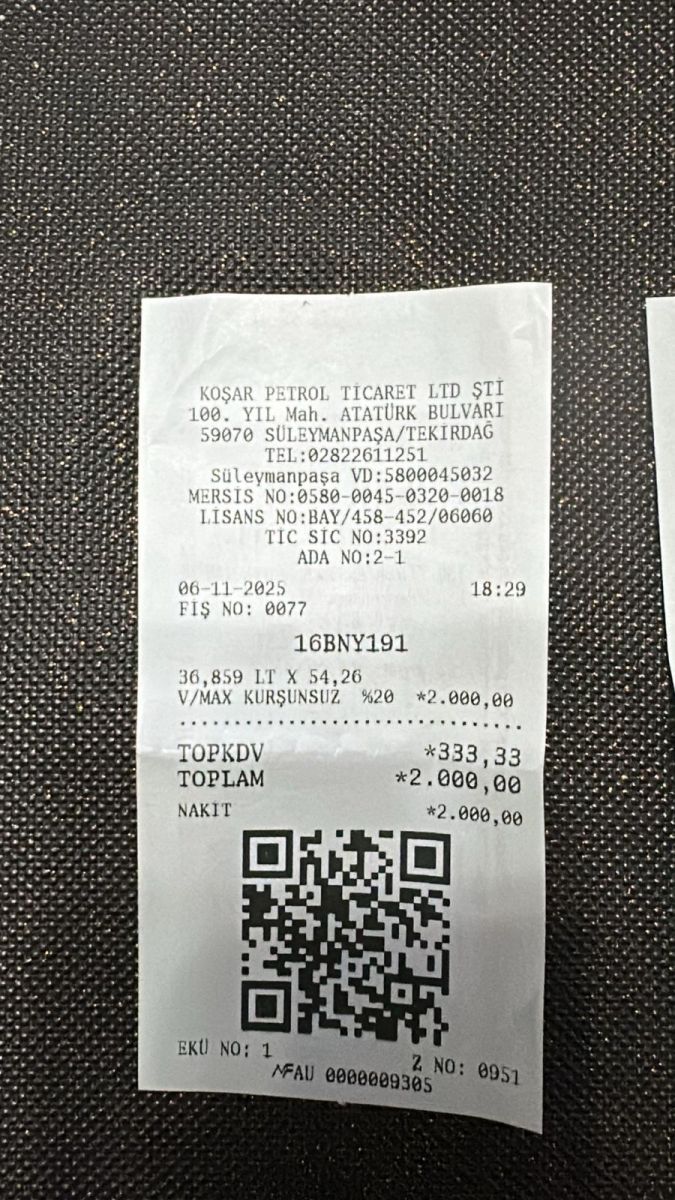 KOŞAR PETROL TİCARET LTD ŞTİ
100. YIL Mah. ATATÜRK BULVARI
59070 SÜLEYMANPAŞA/TEKİRDAĞ
TEL:02822611251
Süleymanpaşa VD:5800045032
MERSİS NO:0580-0045-0320-0018
LİSANS NO:BAY/458-452/06060
TİC SİC NO:3392
ADA NO:2-1
06-11-2025 18:29
FİŞ NO: 0077
16BNY191
36,859 LT X 54,26
V/MAX KURŞUNSUZ %20 *2.000,00
TOPKDV *333,33
TOPLAM *2.000,00
NAKİT *2.000,00
EKÜ NO: 1 Z NO: 0951
MF AU 0000009305